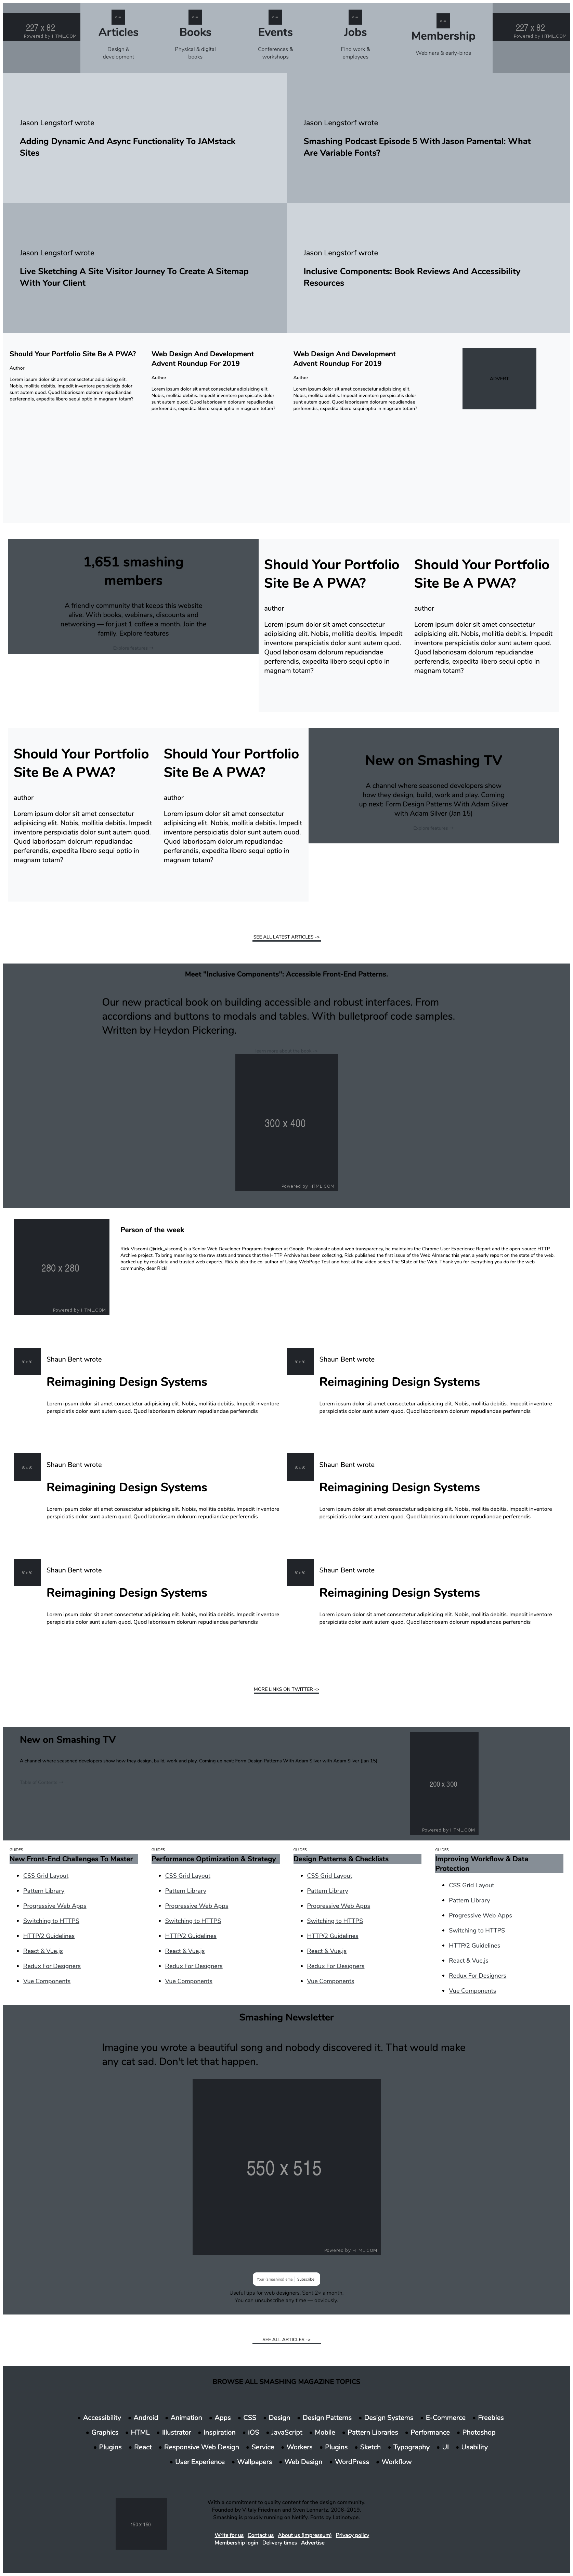 227 x 82
Powered by HTML.COM
Articles
Design &
development
Books
Physical & digital
books
Events
Conferences &
workshops
Jobs
Find work &
employees
Membership
Webinars & early-birds
227 x 82
Powered by HTML.COM
Jason Lengstorf wrote
Adding Dynamic And Async Functionality To JAMstack
Sites
Jason Lengstorf wrote
Smashing Podcast Episode 5 With Jason Pamental: What
Are Variable Fonts?
Jason Lengstorf wrote
Live Sketching A Site Visitor Journey To Create A Sitemap
With Your Client
Jason Lengstorf wrote
Inclusive Components: Book Reviews And Accessibility
Resources
Should Your Portfolio Site Be A PWA?
Author
Lorem ipsum dolor sit amet consectetur adipisicing elit.
Nobis, mollitia debitis. Impedit inventore perspiciatis dolor
sunt autem quod. Quod laboriosam dolorum repudiandae
perferendis, expedita libero sequi optio in magnam totam?
Web Design And Development
Advent Roundup For 2019
Author
Lorem ipsum dolor sit amet consectetur adipisicing elit.
Nobis, mollitia debitis. Impedit inventore perspiciatis dolor
sunt autem quod. Quod laboriosam dolorum repudiandae
perferendis, expedita libero sequi optio in magnam totam?
Web Design And Development
Advent Roundup For 2019
Author
Lorem ipsum dolor sit amet consectetur adipisicing elit.
Nobis, mollitia debitis. Impedit inventore perspiciatis dolor
sunt autem quod. Quod laboriosam dolorum repudiandae
perferendis, expedita libero sequi optio in magnam totam?
ADVERT
1,651 smashing
members
A friendly community that keeps this website
alive. With books, webinars, discounts and
networking — for just 1 coffee a month. Join the
family. Explore features
Should Your Portfolio
Site Be A PWA?
author
Lorem ipsum dolor sit amet consectetur
adipisicing elit. Nobis, mollitia debitis. Impedit
inventore perspiciatis dolor sunt autem quod.
Quod laboriosam dolorum repudiandae
perferendis, expedita libero sequi optio in
magnam totam?
Should Your Portfolio
Site Be A PWA?
author
Lorem ipsum dolor sit amet consectetur
adipisicing elit. Nobis, mollitia debitis. Impedit
inventore perspiciatis dolor sunt autem quod.
Quod laboriosam dolorum repudiandae
perferendis, expedita libero sequi optio in
magnam totam?
Should Your Portfolio
Site Be A PWA?
author
Lorem ipsum dolor sit amet consectetur
adipisicing elit. Nobis, mollitia debitis. Impedit
inventore perspiciatis dolor sunt autem quod.
Quod laboriosam dolorum repudiandae
perferendis, expedita libero sequi optio in
magnam totam?
Should Your Portfolio
Site Be A PWA?
author
Lorem ipsum dolor sit amet consectetur
adipisicing elit. Nobis, mollitia debitis. Impedit
inventore perspiciatis dolor sunt autem quod.
Quod laboriosam dolorum repudiandae
perferendis, expedita libero sequi optio in
magnam totam?
New on Smashing TV
A channel where seasoned developers show
how they design, build, work and play. Coming
up next: Form Design Patterns With Adam Silver
with Adam Silver (Jan 15)
SEE ALL LATEST ARTICLES ->
Meet "Inclusive Components": Accessible Front-End Patterns.
Our new practical book on building accessible and robust interfaces. From
accordions and buttons to modals and tables. With bulletproof code samples.
Written by Heydon Pickering.
300 x 400
Powered by HTML.COM
280 x 280
Powered by HTML.COM
Person of the week
Rick Viscomi (@rick_viscomi) is a Senior Web Developer Programs Engineer at Google. Passionate about web transparency, he maintains the Chrome User Experience Report and the open-source HTTP
Archive project. To bring meaning to the raw stats and trends that the HTTP Archive has been collecting, Rick published the first issue of the Web Almanac this year, a yearly report on the state of the web,
backed up by real data and trusted web experts. Rick is also the co-author of Using WebPage Test and host of the video series The State of the Web. Thank you for everything you do for the web
community, dear Rick!
Shaun Bent wrote
Reimagining Design Systems
Lorem ipsum dolor sit amet consectetur adipisicing elit. Nobis, mollitia debitis. Impedit inventore
perspiciatis dolor sunt autem quod. Quod laboriosam dolorum repudiandae perferendis
Shaun Bent wrote
Reimagining Design Systems
Lorem ipsum dolor sit amet consectetur adipisicing elit. Nobis, mollitia debitis. Impedit inventore
perspiciatis dolor sunt autem quod. Quod laboriosam dolorum repudiandae perferendis
Shaun Bent wrote
Reimagining Design Systems
Lorem ipsum dolor sit amet consectetur adipisicing elit. Nobis, mollitia debitis. Impedit inventore
perspiciatis dolor sunt autem quod. Quod laboriosam dolorum repudiandae perferendis
Shaun Bent wrote
Reimagining Design Systems
Lorem ipsum dolor sit amet consectetur adipisicing elit. Nobis, mollitia debitis. Impedit inventore
perspiciatis dolor sunt autem quod. Quod laboriosam dolorum repudiandae perferendis
Shaun Bent wrote
Reimagining Design Systems
Lorem ipsum dolor sit amet consectetur adipisicing elit. Nobis, mollitia debitis. Impedit inventore
perspiciatis dolor sunt autem quod. Quod laboriosam dolorum repudiandae perferendis
Shaun Bent wrote
Reimagining Design Systems
Lorem ipsum dolor sit amet consectetur adipisicing elit. Nobis, mollitia debitis. Impedit inventore
perspiciatis dolor sunt autem quod. Quod laboriosam dolorum repudiandae perferendis
MORE LINKS ON TWITTER ->
New on Smashing TV
A channel where seasoned developers show how they design, build, work and play. Coming up next: Form Design Patterns With Adam Silver with Adam Silver (Jan 15)
200 x 300
Powered by HTML.COM
GUIDES
New Front-End Challenges To Master
CSS Grid Layout
Pattern Library
Progressive Web Apps
Switching to HTTPS
HTTP/2 Guidelines
React & Vue.js
Redux For Designers
Vue Components
GUIDES
Performance Optimization & Strategy
CSS Grid Layout
Pattern Library
Progressive Web Apps
Switching to HTTPS
HTTP/2 Guidelines
React & Vue.js
Redux For Designers
Vue Components
GUIDES
Design Patterns & Checklists
CSS Grid Layout
Pattern Library
Progressive Web Apps
Switching to HTTPS
HTTP/2 Guidelines
React & Vue.js
Redux For Designers
Vue Components
GUIDES
Improving Workflow & Data
Protection
CSS Grid Layout
Pattern Library
Progressive Web Apps
Switching to HTTPS
HTTP/2 Guidelines
React & Vue.js
Redux For Designers
Vue Components
Smashing Newsletter
Imagine you wrote a beautiful song and nobody discovered it. That would make
any cat sad. Don't let that happen.
550 x 515
Powered by HTML.COM
Your (smashing) ema Subscribe
Useful tips for web designers. Sent 2× a month.
You can unsubscribe any time — obviously.
SEE ALL ARTICLES ->
BROWSE ALL SMASHING MAGAZINE TOPICS
Accessibility Android Animation Apps CSS Design Design Patterns Design Systems E-Commerce Freebies
Graphics HTML Illustrator Inspiration iOS JavaScript Mobile Pattern Libraries Performance Photoshop
Plugins React Responsive Web Design Service Workers Plugins Sketch Typography UI Usability
User Experience Wallpapers Web Design WordPress Workflow
150 x 150
With a commitment to quality content for the design community.
Founded by Vitaly Friedman and Sven Lennartz. 2006–2019.
Smashing is proudly running on Netlify. Fonts by Latinotype.
Write for us Contact us About us (Impressum) Privacy policy
Membership login Delivery times Advertise